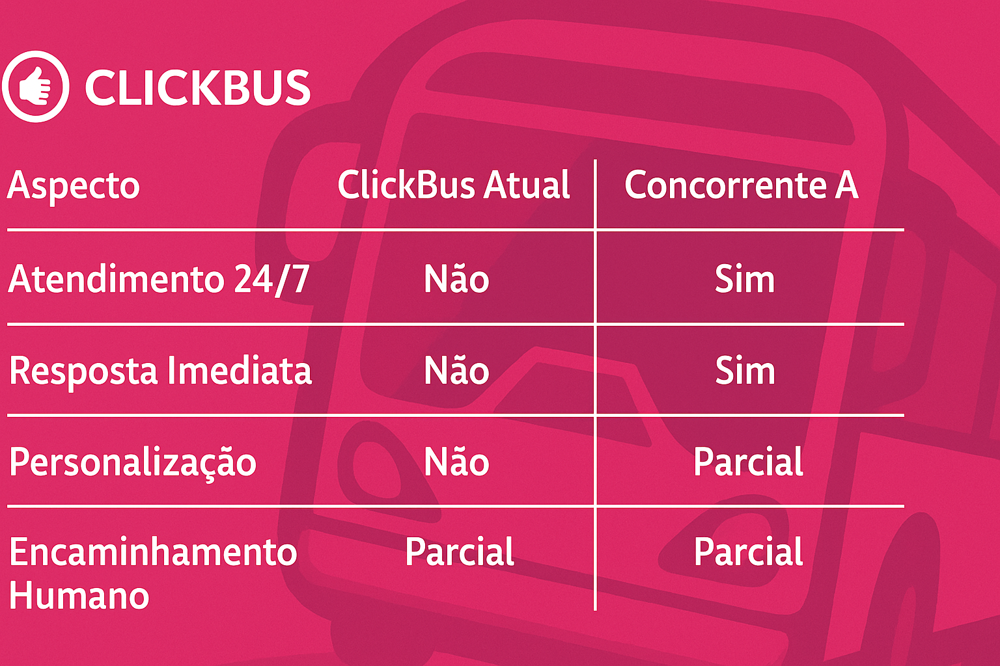 CLICKBUS
Aspecto ClickBus Atual Concorrente A
Atendimento 24/7 Não Sim
Resposta Imediata Não Sim
Personalização Não Parcial
Encaminhamento Parcial Parcial
Humano